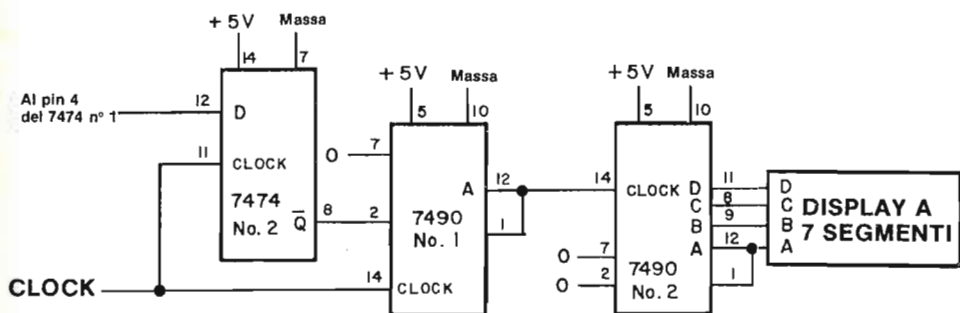 + 5V Massa
14 7
Al pin 4
del 7474 n° 1
12 D
11 CLOCK
7474
No. 2
Q̅ 8
CLOCK
+ 5V Massa
5 10
0 7
A 12
2 7490
No. 1
1
14 CLOCK
+ 5V Massa
5 10
14 CLOCK
D 11 D
C 8 C
B 9 B
A 12 A
0 7
0 2
7490
No. 2
1
DISPLAY A
7 SEGMENTI